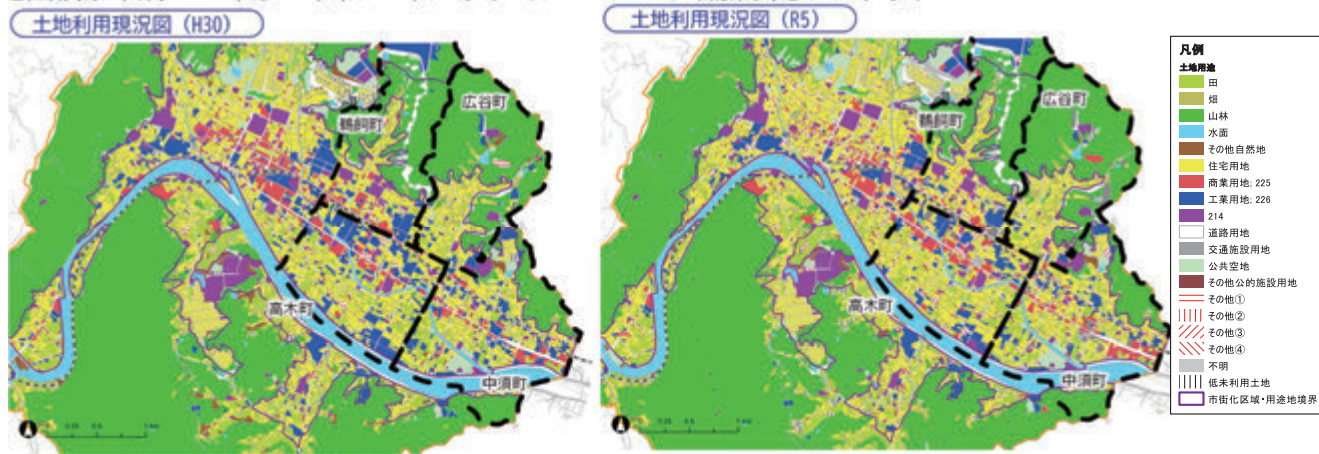 土地利用現況図（H30）
土地利用現況図（R5）
広谷町
鵜飼町
高木町
中須町
広谷町
鵜飼町
高木町
中須町
凡例
土地用途
田
畑
山林
水面
その他自然地
住宅用地
商業用地: 225
工業用地: 226
214
道路用地
交通施設用地
公共空地
その他公的施設用地
その他①
その他②
その他③
その他④
不明
低未利用土地
市街化区域・用途地境界